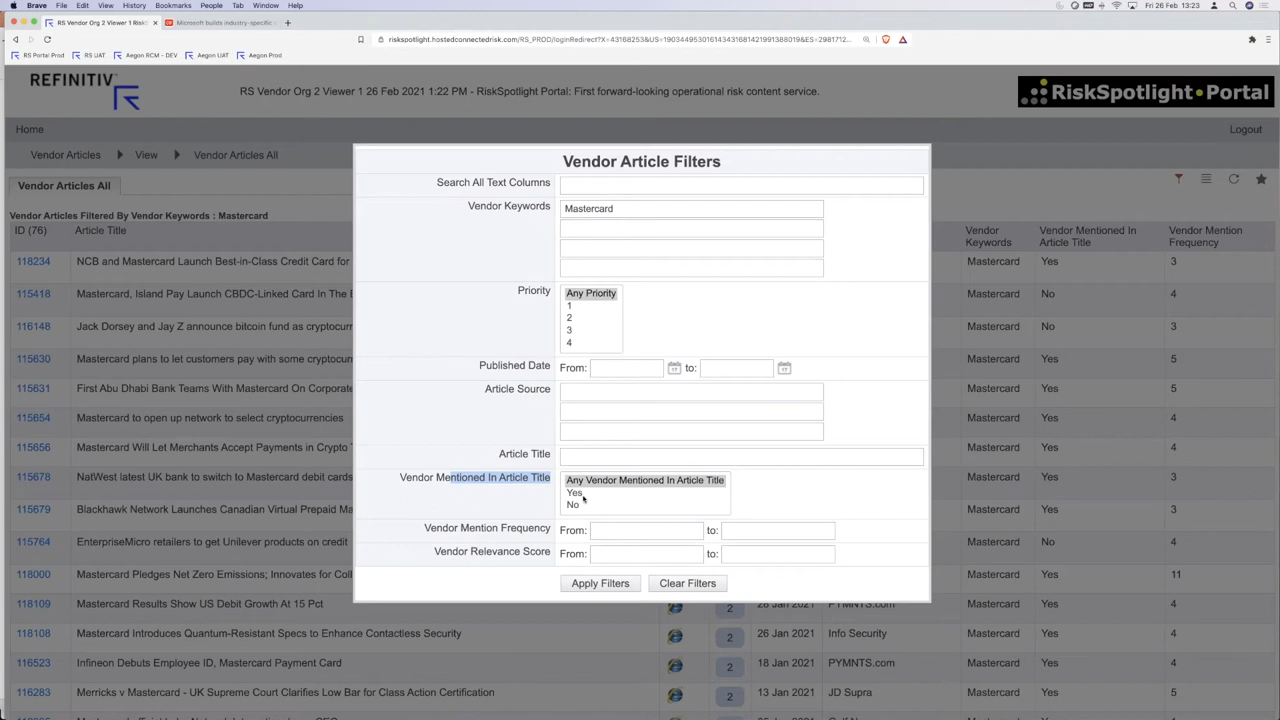 Brave File Edit View History Bookmarks People Tab Window Help Fri 26 Feb 13:23
RS Vendor Org 2 Viewer 1 Risk Microsoft builds industry-specific
riskspotlight.hostedconnectedrisk.com/RS_PROD/loginRedirect?X=43168253&US=19034495301614343168142199138801​9&ES=2981712...
RS Portal Prod RS UAT Aegon RCM - DEV Aegon UAT Aegon Prod
REFINITIV
RS Vendor Org 2 Viewer 1 26 Feb 2021 1:22 PM - RiskSpotlight Portal: First forward-looking operational risk content service.
RiskSpotlight•Portal
Home Logout
Vendor Articles View Vendor Articles All
Vendor Articles All
Vendor Articles Filtered By Vendor Keywords : Mastercard
ID (76) Article Title Vendor Keywords Vendor Mentioned In Article Title Vendor Mention Frequency
118234 NCB and Mastercard Launch Best-in-Class Credit Card for Mastercard Yes 3
115418 Mastercard, Island Pay Launch CBDC-Linked Card In The B Mastercard No 4
116148 Jack Dorsey and Jay Z announce bitcoin fund as cryptocurr Mastercard No 3
115630 Mastercard plans to let customers pay with some cryptocu Mastercard Yes 5
115631 First Abu Dhabi Bank Teams With Mastercard On Corporate Mastercard Yes 5
115654 Mastercard to open up network to select cryptocurrencies Mastercard Yes 4
115656 Mastercard Will Let Merchants Accept Payments in Crypto T Mastercard Yes 4
115678 NatWest latest UK bank to switch to Mastercard debit cards Mastercard Yes 3
115679 Blackhawk Network Launches Canadian Virtual Prepaid Ma Mastercard Yes 3
115764 EnterpriseMicro retailers to get Unilever products on credit Mastercard No 4
118000 Mastercard Pledges Net Zero Emissions; Innovates for Coll Mastercard Yes 11
118109 Mastercard Results Show US Debit Growth At 15 Pct 2 28 Jan 2021 PYMNTS.com Mastercard Yes 4
118108 Mastercard Introduces Quantum-Resistant Specs to Enhance Contactless Security 2 26 Jan 2021 Info Security Mastercard Yes 4
116523 Infineon Debuts Employee ID, Mastercard Payment Card 2 18 Jan 2021 PYMNTS.com Mastercard Yes 4
116283 Merricks v Mastercard - UK Supreme Court Clarifies Low Bar for Class Action Certification 2 13 Jan 2021 JD Supra Mastercard Yes 5
Vendor Article Filters
Search All Text Columns
Vendor Keywords Mastercard
Priority Any Priority
1
2
3
4
Published Date From: to:
Article Source
Article Title
Vendor Mentioned In Article Title Any Vendor Mentioned In Article Title
Yes
No
Vendor Mention Frequency From: to:
Vendor Relevance Score From: to:
Apply Filters Clear Filters